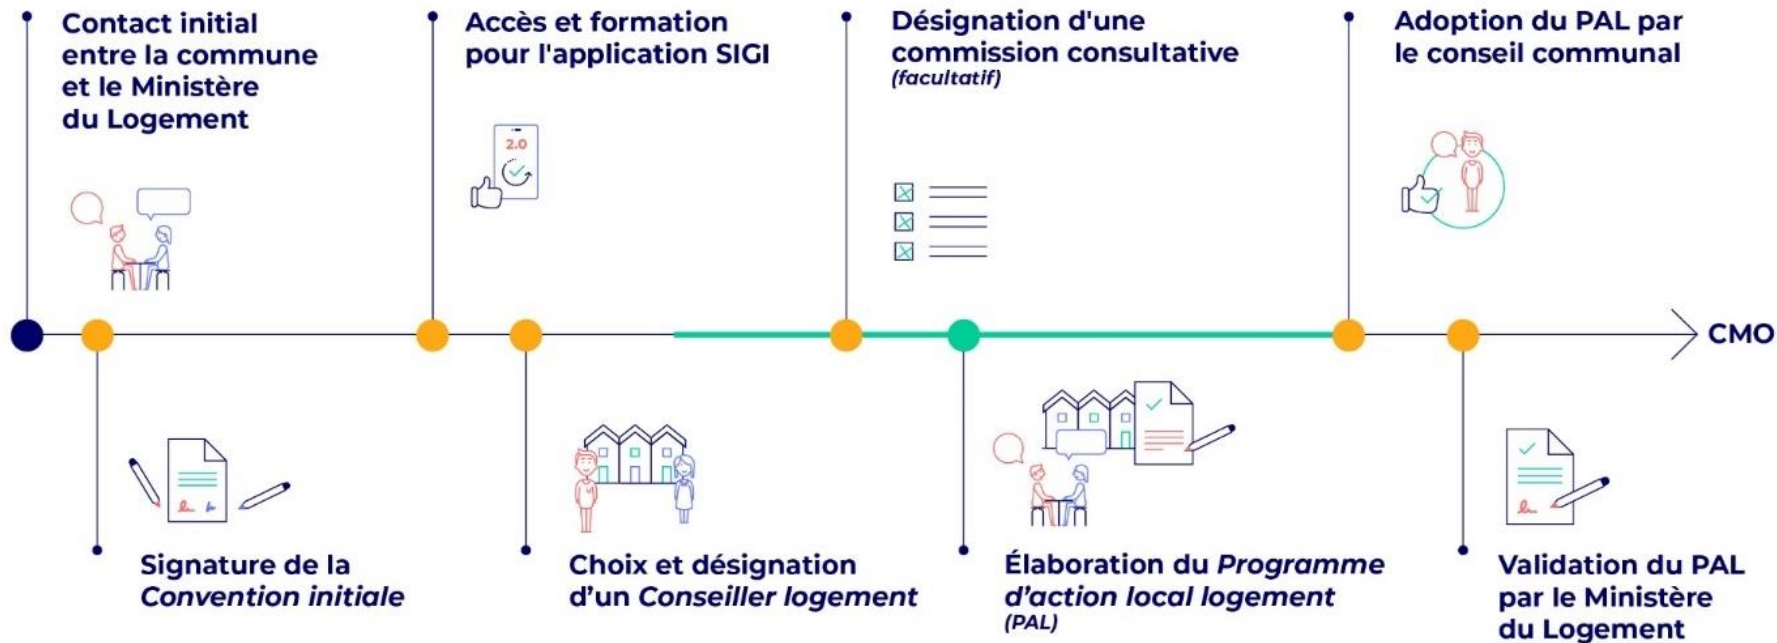 Contact initial
entre la commune
et le Ministère
du Logement
Accès et formation
pour l'application SIGI
Désignation d'une
commission consultative
(facultatif)
Adoption du PAL par
le conseil communal
2.0
CMO
Signature de la
Convention initiale
Choix et désignation
d’un Conseiller logement
Élaboration du Programme
d’action local logement
(PAL)
Validation du PAL
par le Ministère
du Logement